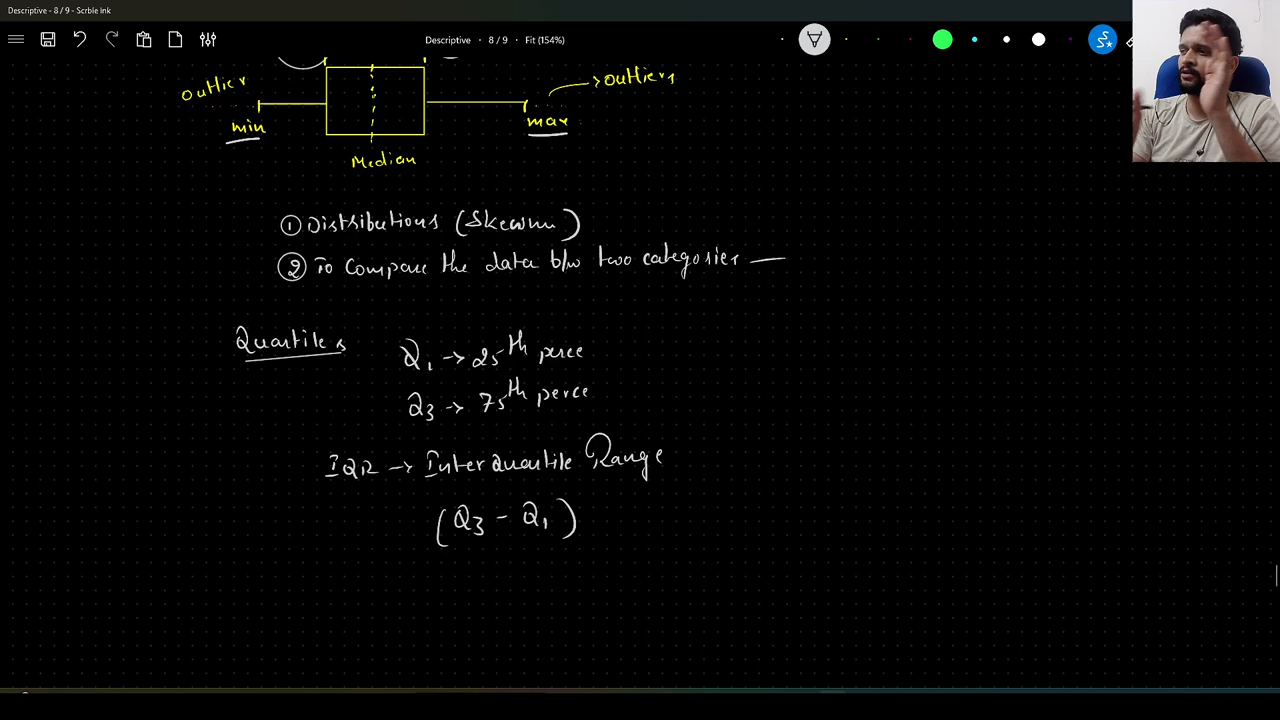 Descriptive - 8 / 9 - Scrble Ink
Descriptive • 8 / 9 • Fit (154%)
outlier
outliers
min
max
Median
① Distributions (Skewnn)
② To Compare the data b/w two categories —
Quartiles
Q1 → 25th perce
Q3 → 75th perce
IQR → InterQuartile Range
(Q3 - Q1)